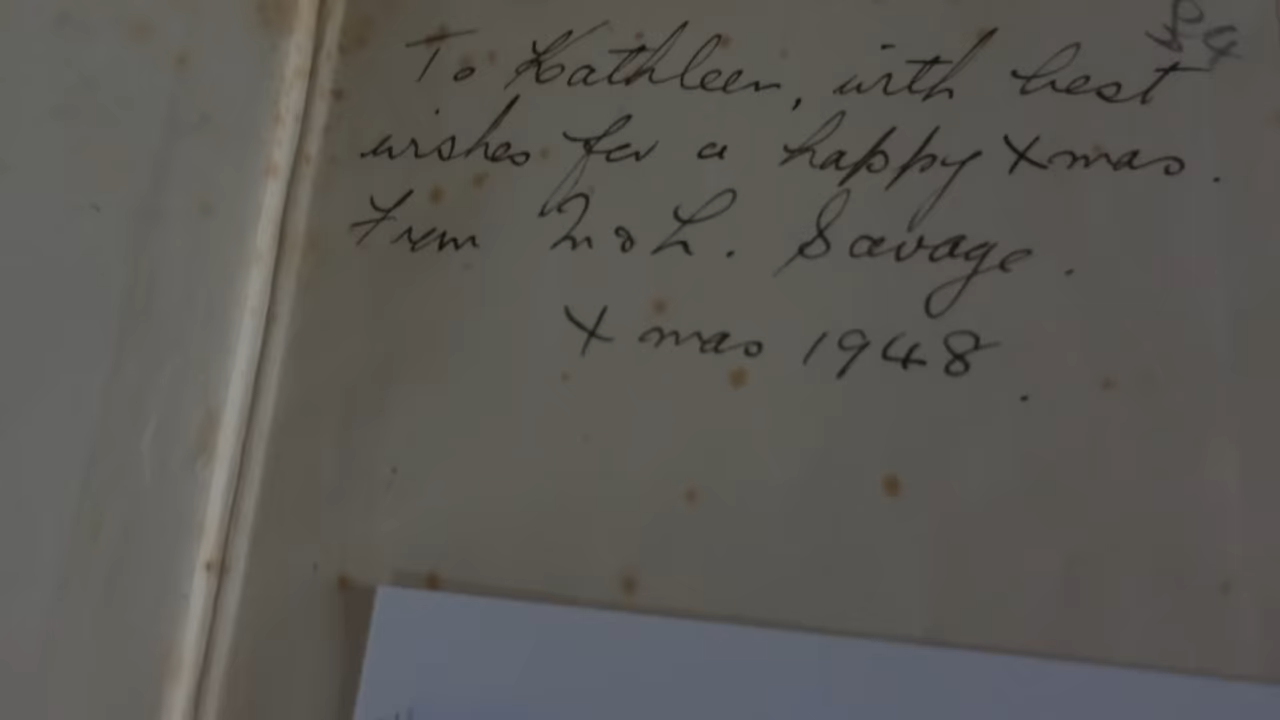 To Kathleen, with best
wishes for a happy Xmas.
From M & L. Savage.
Xmas 1948.